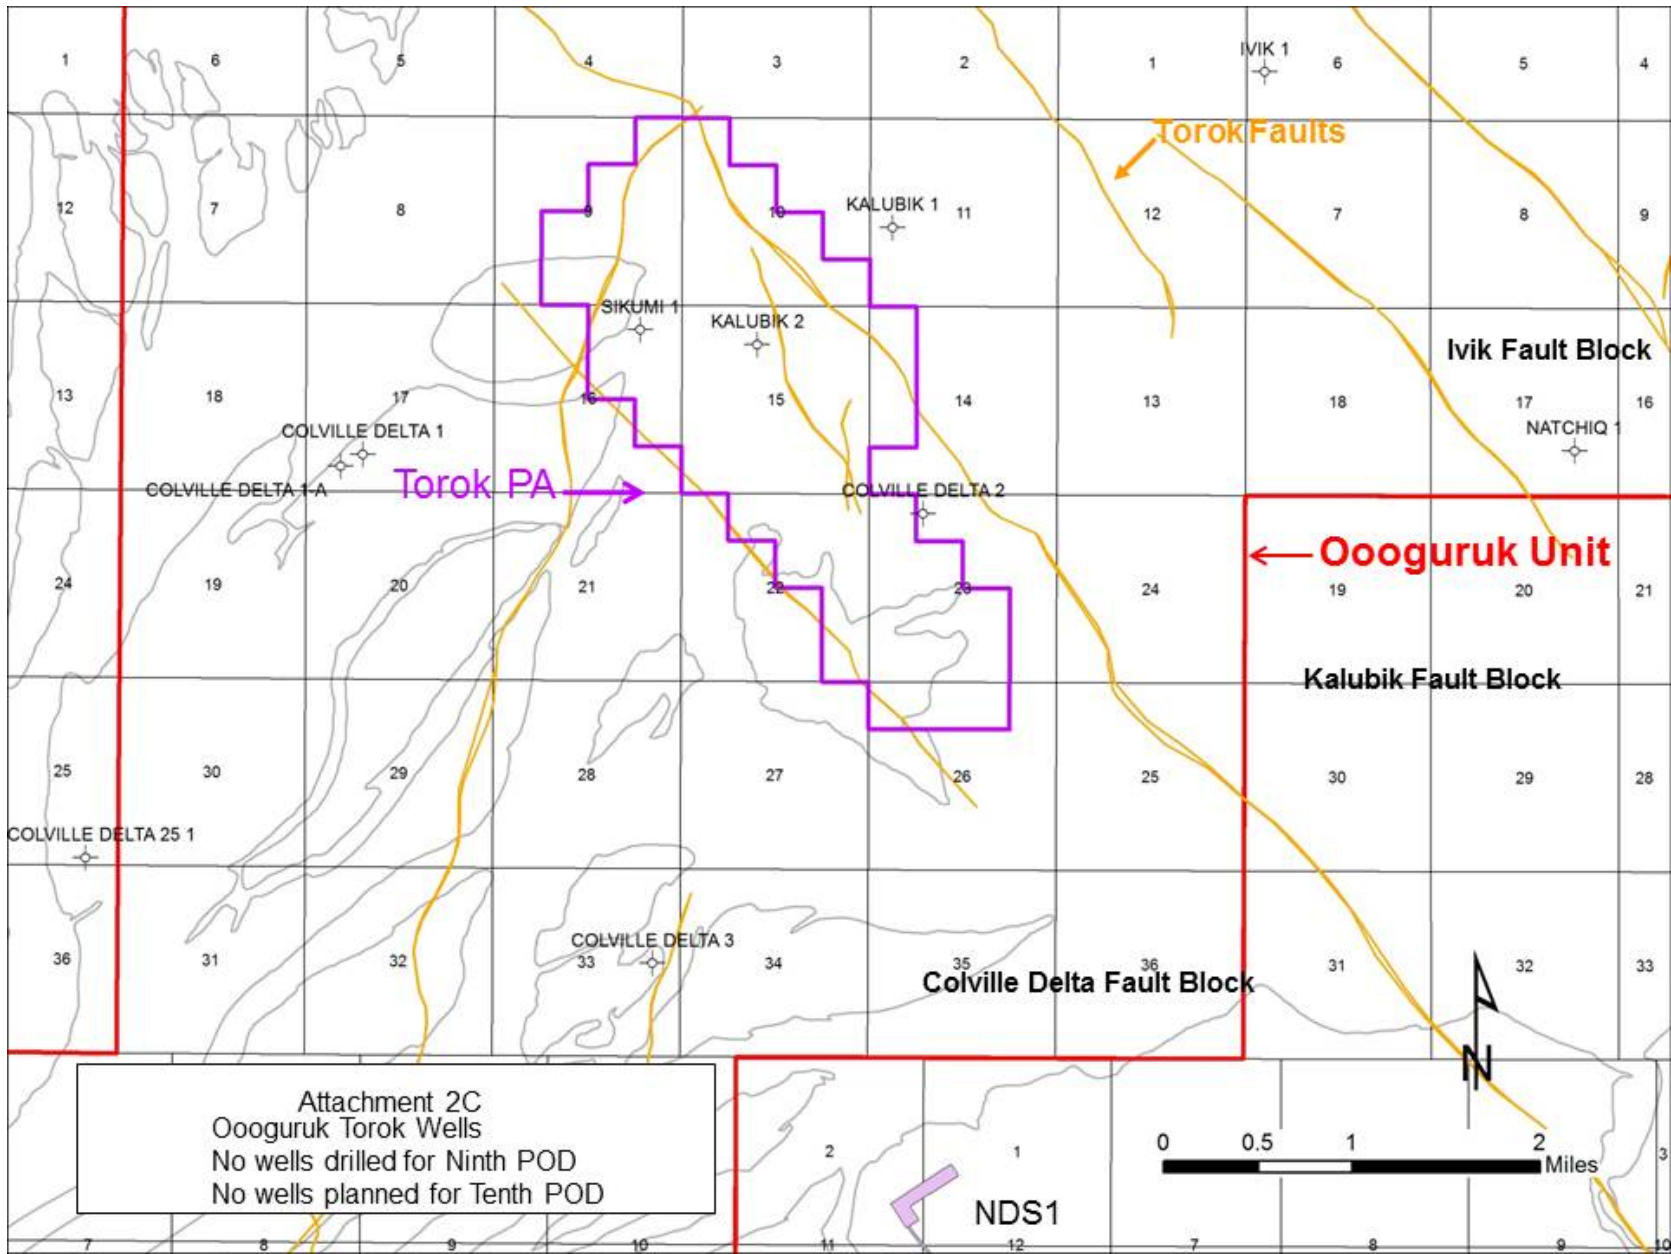 1 6 5 4 3 2 1 IVIK 1 6 5 4
Torok Faults
12 7 8 9 10 KALUBIK 1 11 12 7 8 9
SIKUMI 1 KALUBIK 2
Ivik Fault Block
13 18 17 16 15 14 13 18 17 16
COLVILLE DELTA 1 NATCHIQ 1
COLVILLE DELTA 1-A Torok PA COLVILLE DELTA 2
Oooguruk Unit
24 19 20 21 22 23 24 19 20 21
Kalubik Fault Block
25 30 29 28 27 26 25 30 29 28
COLVILLE DELTA 25 1
COLVILLE DELTA 3
36 31 32 33 34 35 36 31 32 33
Colville Delta Fault Block
N
Attachment 2C
Oooguruk Torok Wells
No wells drilled for Ninth POD
No wells planned for Tenth POD
0 0.5 1 2
Miles
2 1 3
NDS1
7 8 9 10 11 12 7 8 9 10